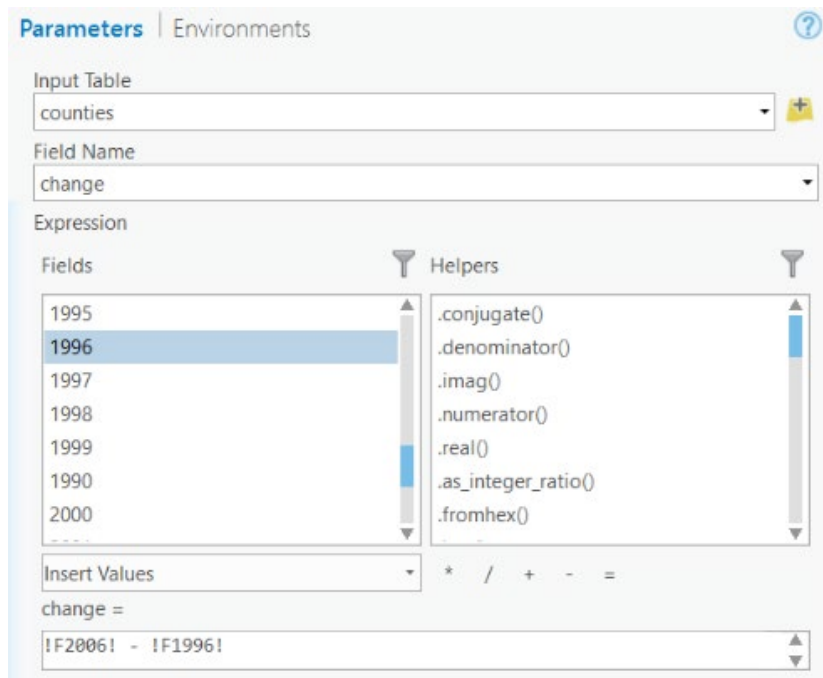 Parameters | Environments
Input Table
counties
Field Name
change
Expression
Fields
Helpers
1995
1996
1997
1998
1999
1990
2000
.conjugate()
.denominator()
.imag()
.numerator()
.real()
.as_integer_ratio()
.fromhex()
Insert Values
* / + - =
change =
!F2006! - !F1996!